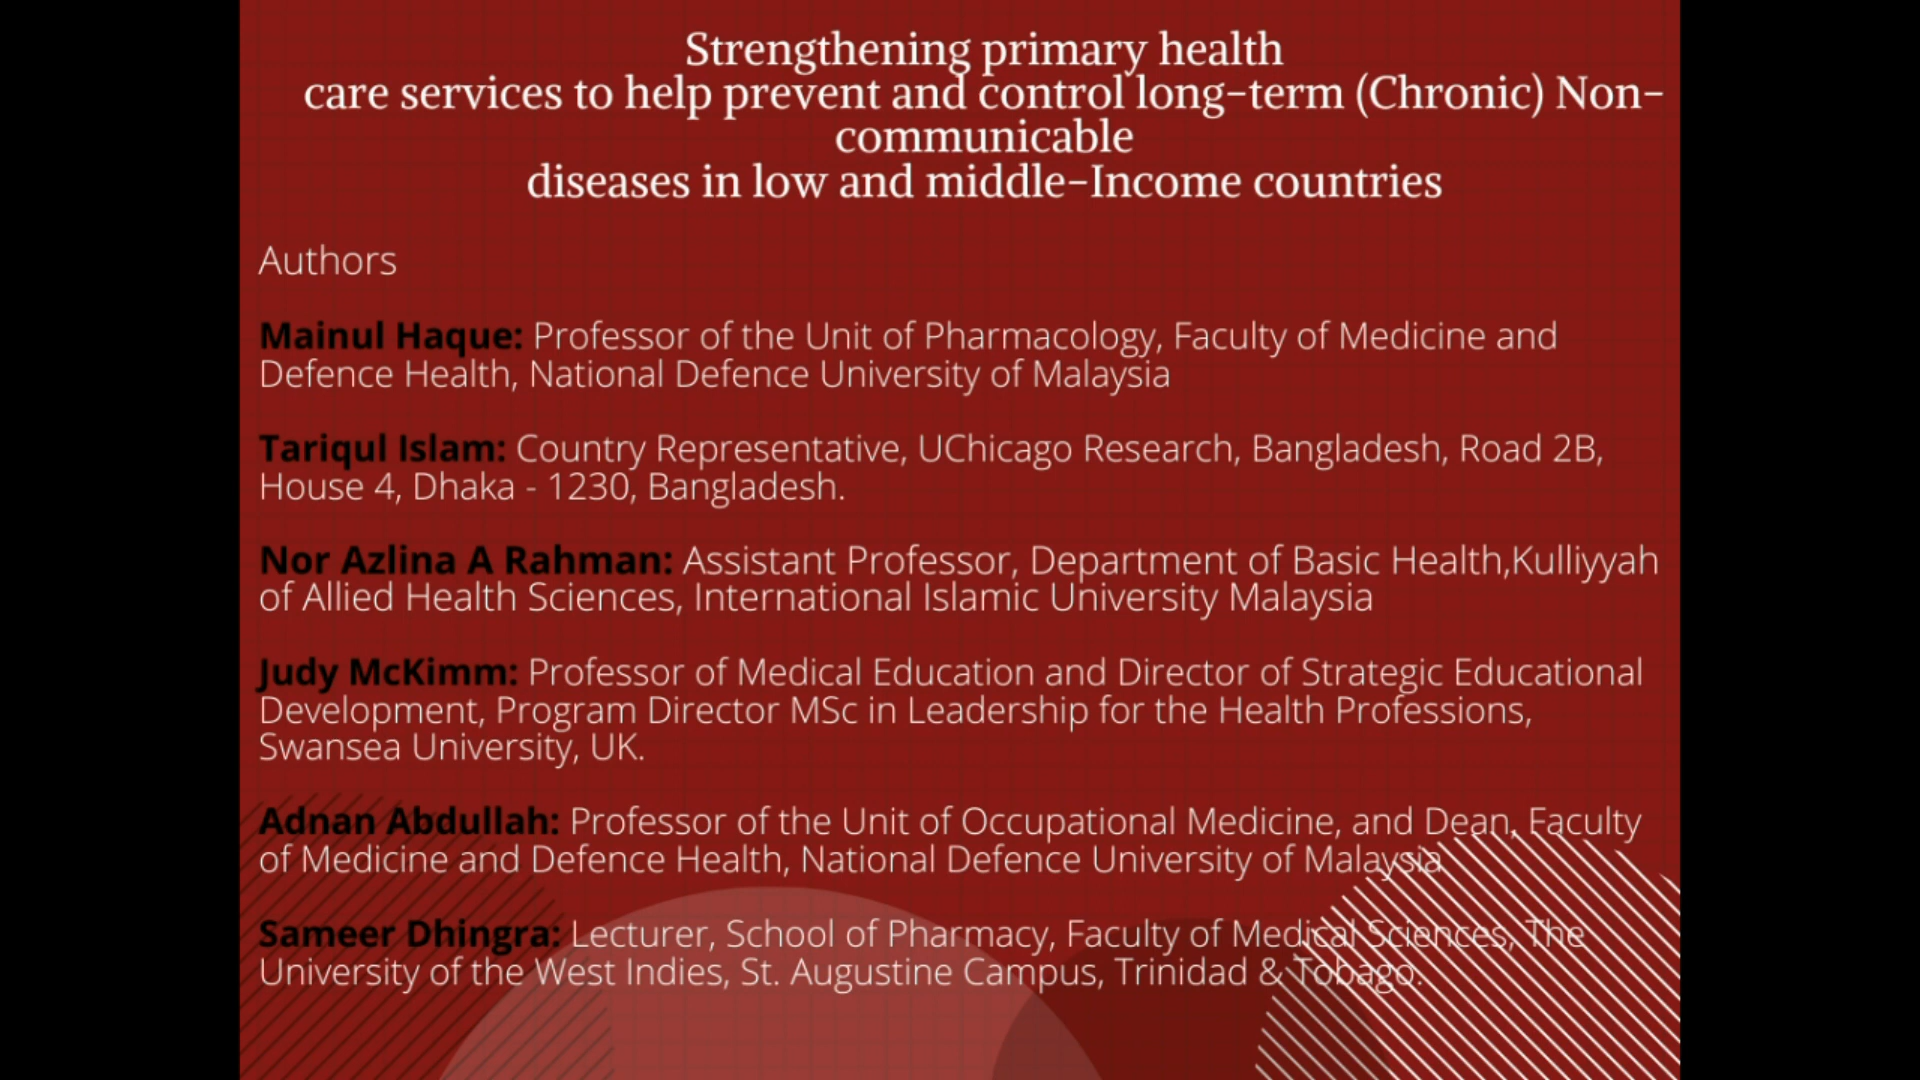 Strengthening primary health
care services to help prevent and control long-term (Chronic) Non-
communicable
diseases in low and middle-Income countries
Authors
Mainul Haque: Professor of the Unit of Pharmacology, Faculty of Medicine and
Defence Health, National Defence University of Malaysia
Tariqul Islam: Country Representative, UChicago Research, Bangladesh, Road 2B,
House 4, Dhaka - 1230, Bangladesh.
Nor Azlina A Rahman: Assistant Professor, Department of Basic Health,Kulliyyah
of Allied Health Sciences, International Islamic University Malaysia
Judy McKimm: Professor of Medical Education and Director of Strategic Educational
Development, Program Director MSc in Leadership for the Health Professions,
Swansea University, UK.
Adnan Abdullah: Professor of the Unit of Occupational Medicine, and Dean, Faculty
of Medicine and Defence Health, National Defence University of Malaysia
Sameer Dhingra: Lecturer, School of Pharmacy, Faculty of Medical Sciences, The
University of the West Indies, St. Augustine Campus, Trinidad & Tobago.